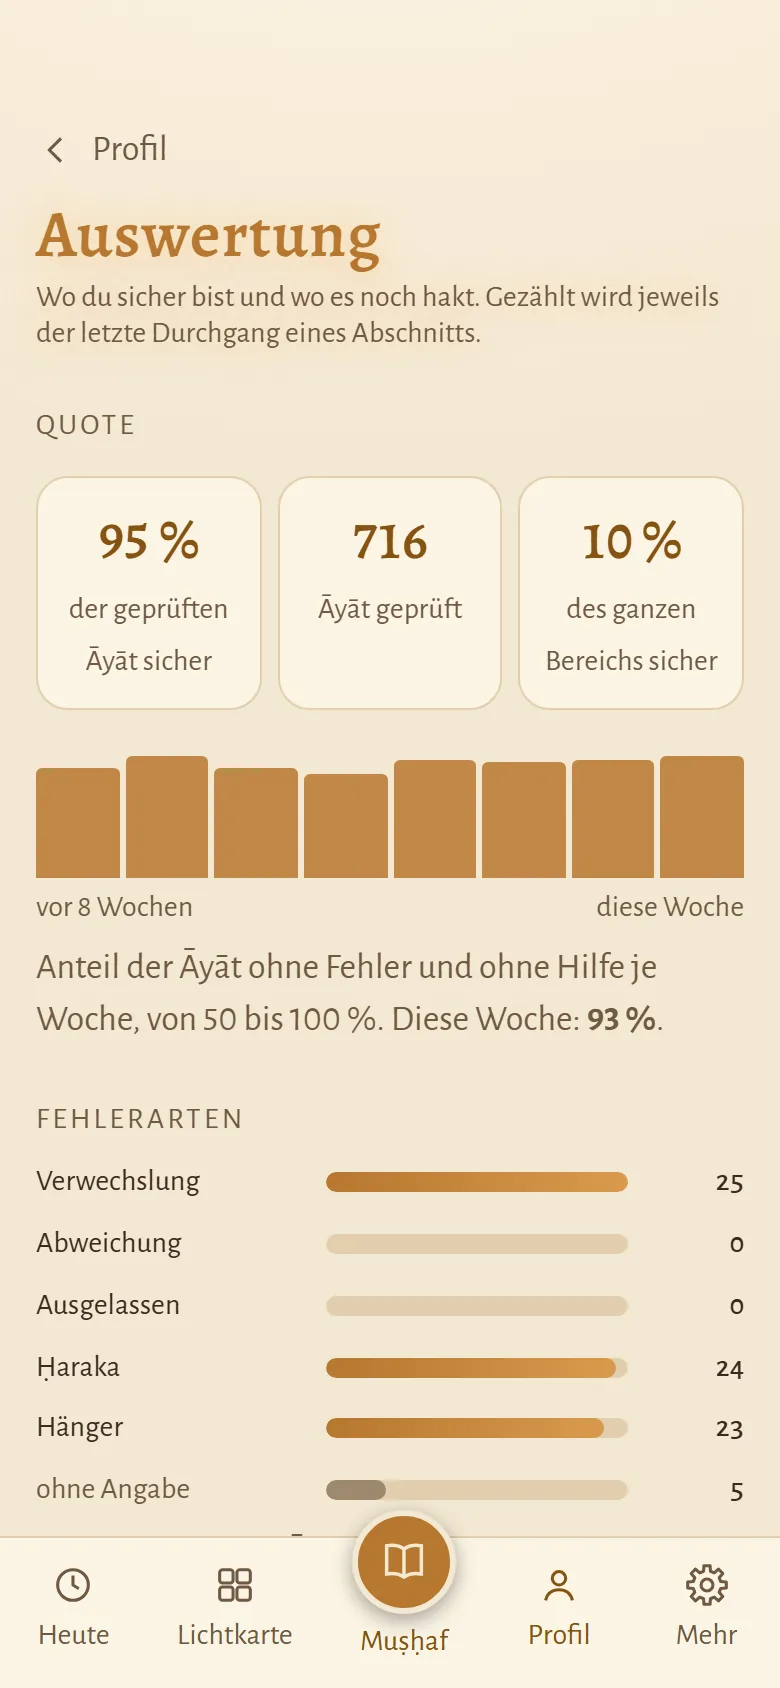 Profil
Auswertung
Wo du sicher bist und wo es noch hakt. Gezählt wird jeweils
der letzte Durchgang eines Abschnitts.
QUOTE
95 %
der geprüften
Āyāt sicher
716
Āyāt geprüft
10 %
des ganzen
Bereichs sicher
vor 8 Wochen
diese Woche
Anteil der Āyāt ohne Fehler und ohne Hilfe je
Woche, von 50 bis 100 %. Diese Woche: 93 %.
FEHLERARTEN
Verwechslung 25
Abweichung 0
Ausgelassen 0
Ḥaraka 24
Hänger 23
ohne Angabe 5
Heute
Lichtkarte
Muṣḥaf
Profil
Mehr